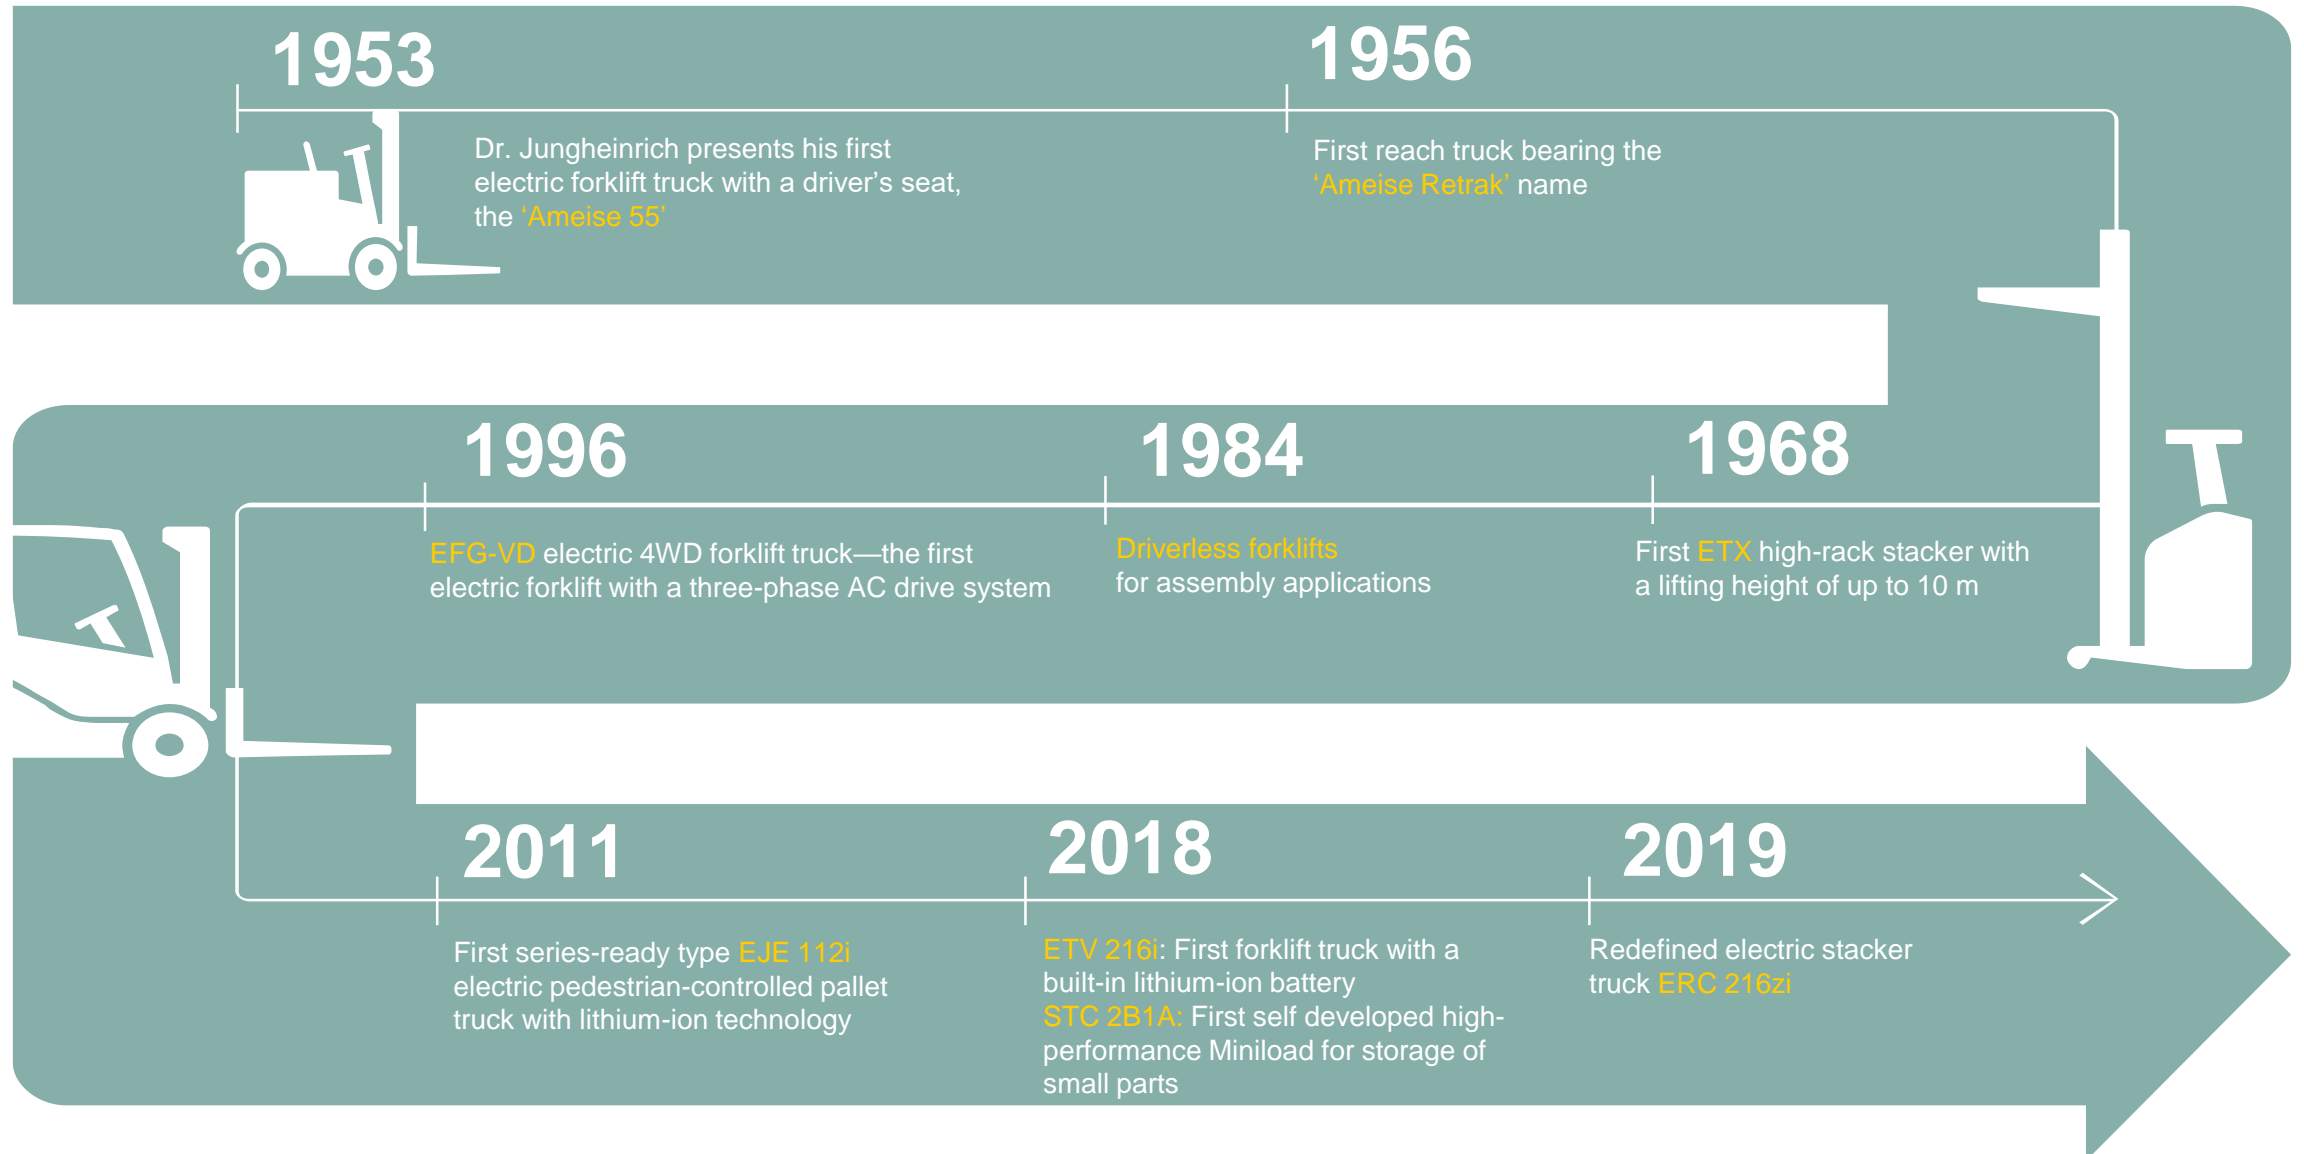 1953
Dr. Jungheinrich presents his first
electric forklift truck with a driver’s seat,
the ‘Ameise 55’
1956
First reach truck bearing the
‘Ameise Retrak’ name
1968
First ETX high-rack stacker with
a lifting height of up to 10 m
1984
Driverless forklifts
for assembly applications
1996
EFG-VD electric 4WD forklift truck—the first
electric forklift with a three-phase AC drive system
2011
First series-ready type EJE 112i
electric pedestrian-controlled pallet
truck with lithium-ion technology
2018
ETV 216i: First forklift truck with a
built-in lithium-ion battery
STC 2B1A: First self developed high-
performance Miniload for storage of
small parts
2019
Redefined electric stacker
truck ERC 216zi